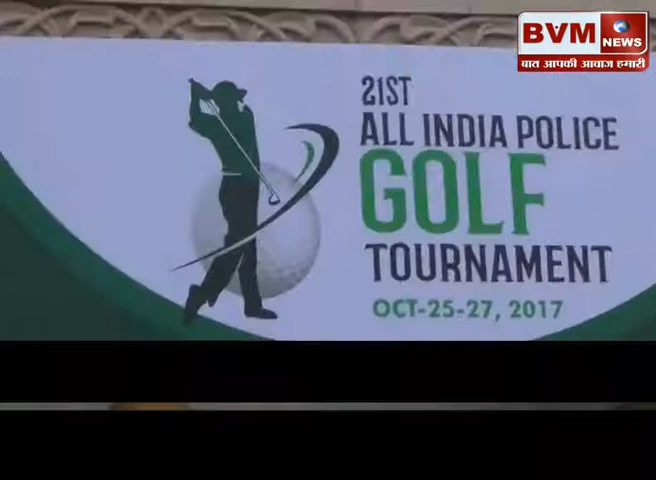 BVM
NEWS
बात आपकी आवाज हमारी
21ST
ALL INDIA POLICE
GOLF
TOURNAMENT
OCT-25-27, 2017